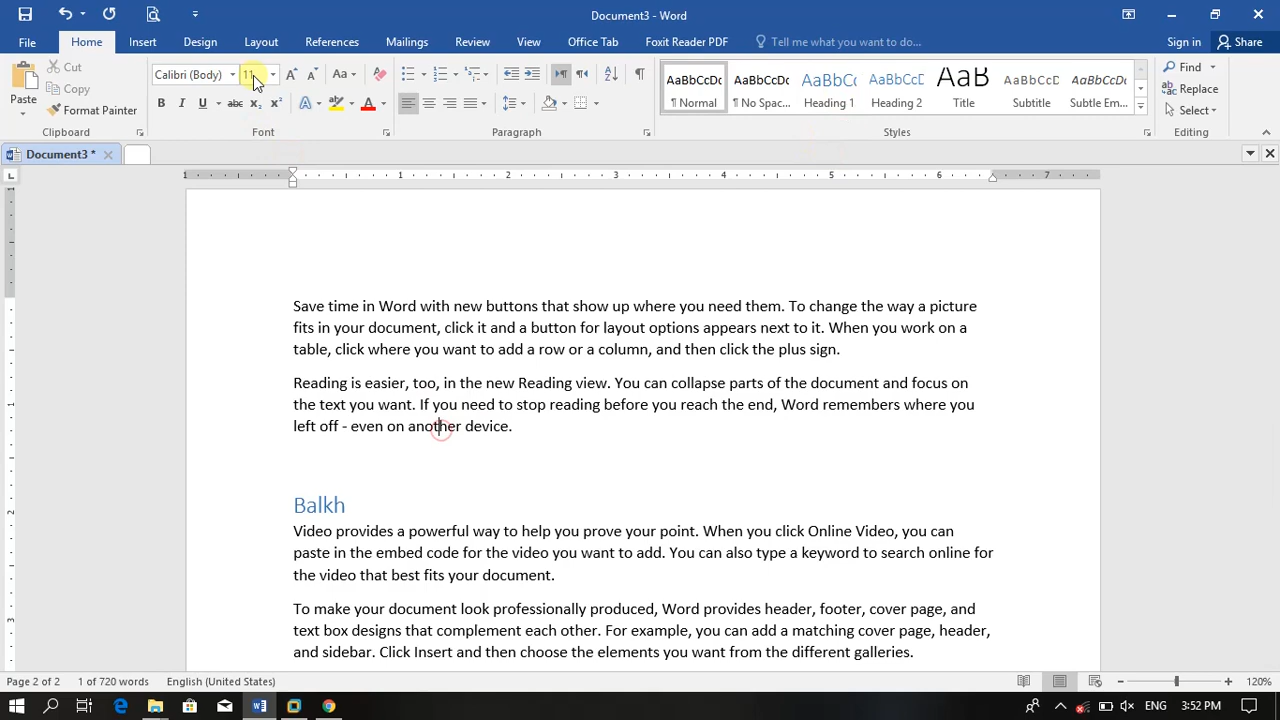 Document3 - Word
Sign in
Share
File
Home
Insert
Design
Layout
References
Mailings
Review
View
Office Tab
Foxit Reader PDF
Tell me what you want to do...
Paste
Cut
Copy
Format Painter
Clipboard
Calibri (Body)
11
Font
Paragraph
AaBbCcDc
¶ Normal
AaBbCcDc
¶ No Spac...
AaBbCc
Heading 1
AaBbCcD
Heading 2
AaB
Title
AaBbCcD
Subtitle
AaBbCcDc
Subtle Em...
Styles
Find
Replace
Select
Editing
Document3 *
1 1 2 3 4 5 6 7
Save time in Word with new buttons that show up where you need them. To change the way a picture
fits in your document, click it and a button for layout options appears next to it. When you work on a
table, click where you want to add a row or a column, and then click the plus sign.
Reading is easier, too, in the new Reading view. You can collapse parts of the document and focus on
the text you want. If you need to stop reading before you reach the end, Word remembers where you
left off - even on another device.
Balkh
Video provides a powerful way to help you prove your point. When you click Online Video, you can
paste in the embed code for the video you want to add. You can also type a keyword to search online for
the video that best fits your document.
To make your document look professionally produced, Word provides header, footer, cover page, and
text box designs that complement each other. For example, you can add a matching cover page, header,
and sidebar. Click Insert and then choose the elements you want from the different galleries.
Page 2 of 2
1 of 720 words
English (United States)
120%
ENG
3:52 PM